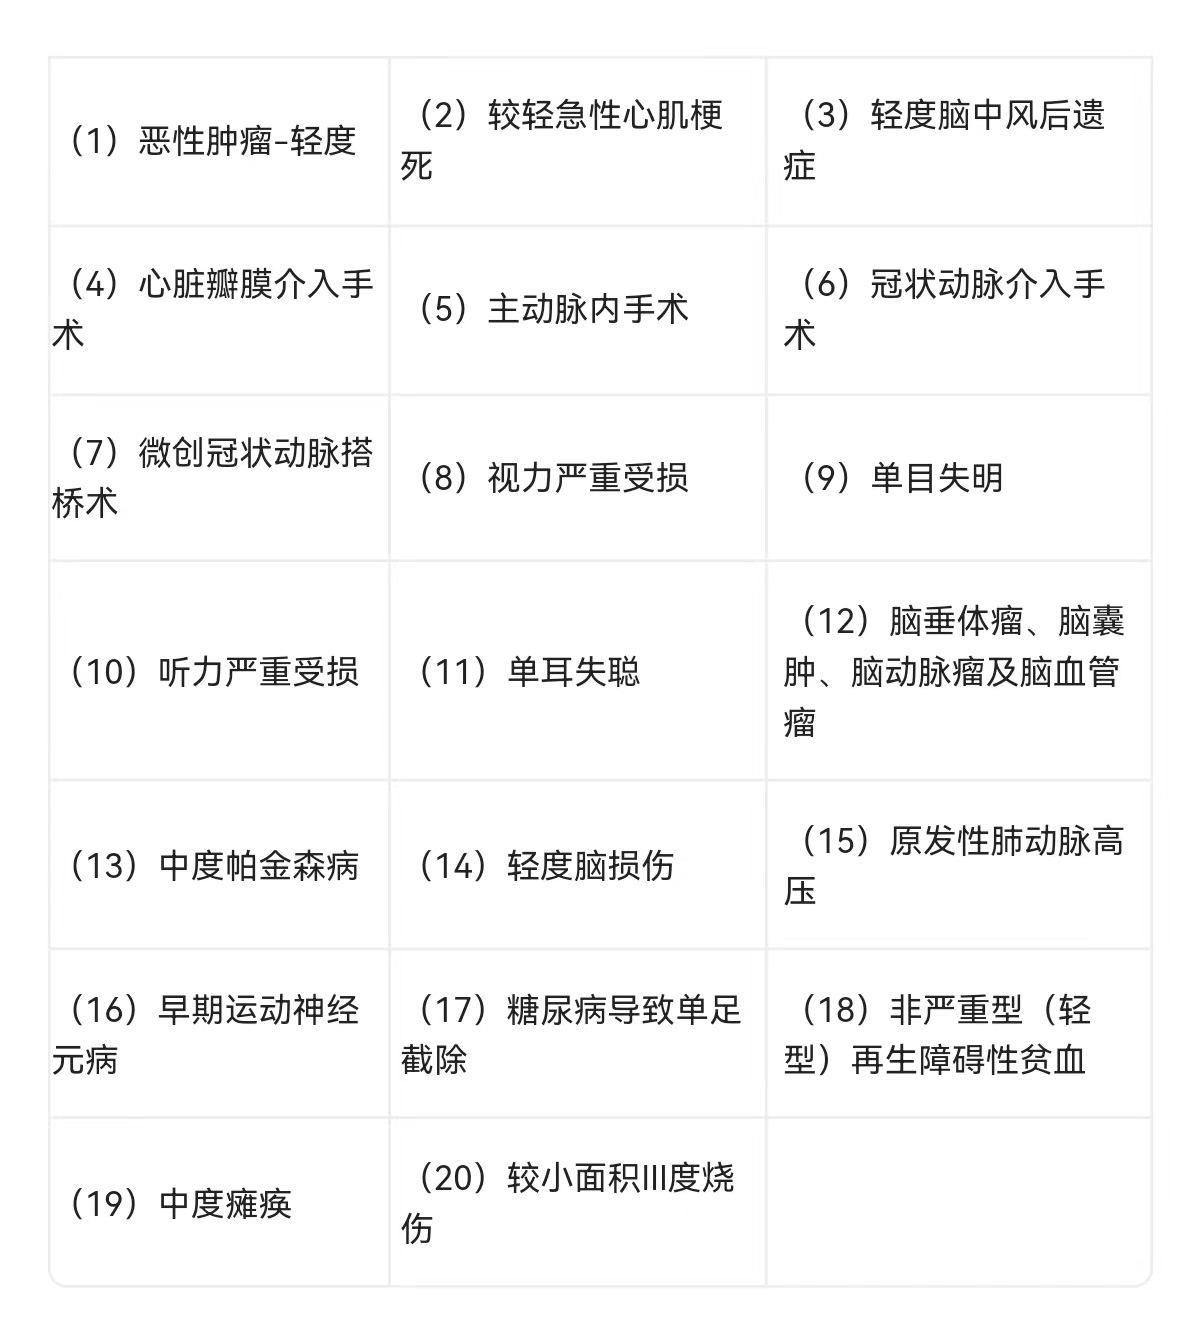 （1）恶性肿瘤-轻度
（2）较轻急性心肌梗
死
（3）轻度脑中风后遗
症
（4）心脏瓣膜介入手
术
（5）主动脉内手术
（6）冠状动脉介入手
术
（7）微创冠状动脉搭
桥术
（8）视力严重受损
（9）单目失明
（10）听力严重受损
（11）单耳失聪
（12）脑垂体瘤、脑囊
肿、脑动脉瘤及脑血管
瘤
（13）中度帕金森病
（14）轻度脑损伤
（15）原发性肺动脉高
压
（16）早期运动神经
元病
（17）糖尿病导致单足
截除
（18）非严重型（轻
型）再生障碍性贫血
（19）中度瘫痪
（20）较小面积III度烧
伤